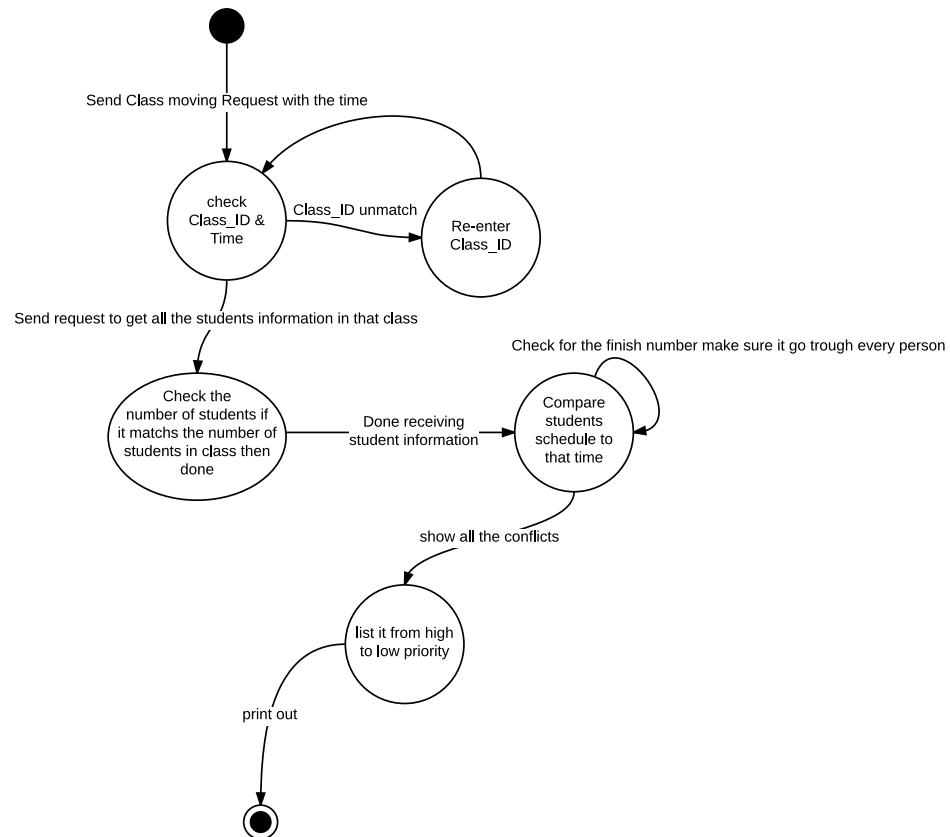 Send Class moving Request with the time
check
Class_ID &
Time
Class_ID unmatch
Re-enter
Class_ID
Send request to get all the students information in that class
Check for the finish number make sure it go trough every person
Check the
number of students if
it matchs the number of
students in class then
done
Done receiving
student information
Compare
students
schedule to
that time
show all the conflicts
list it from high
to low priority
print out